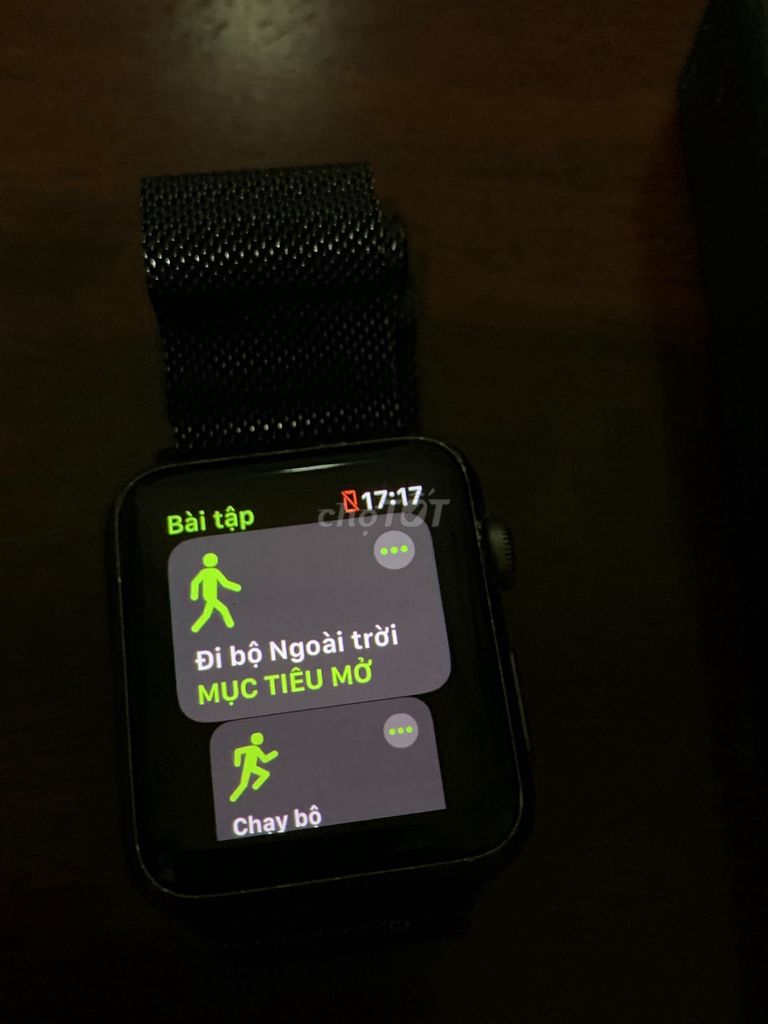 17:17
Bài tập
chợTỐT
Đi bộ Ngoài trời
MỤC TIÊU MỞ
Chạy bộ